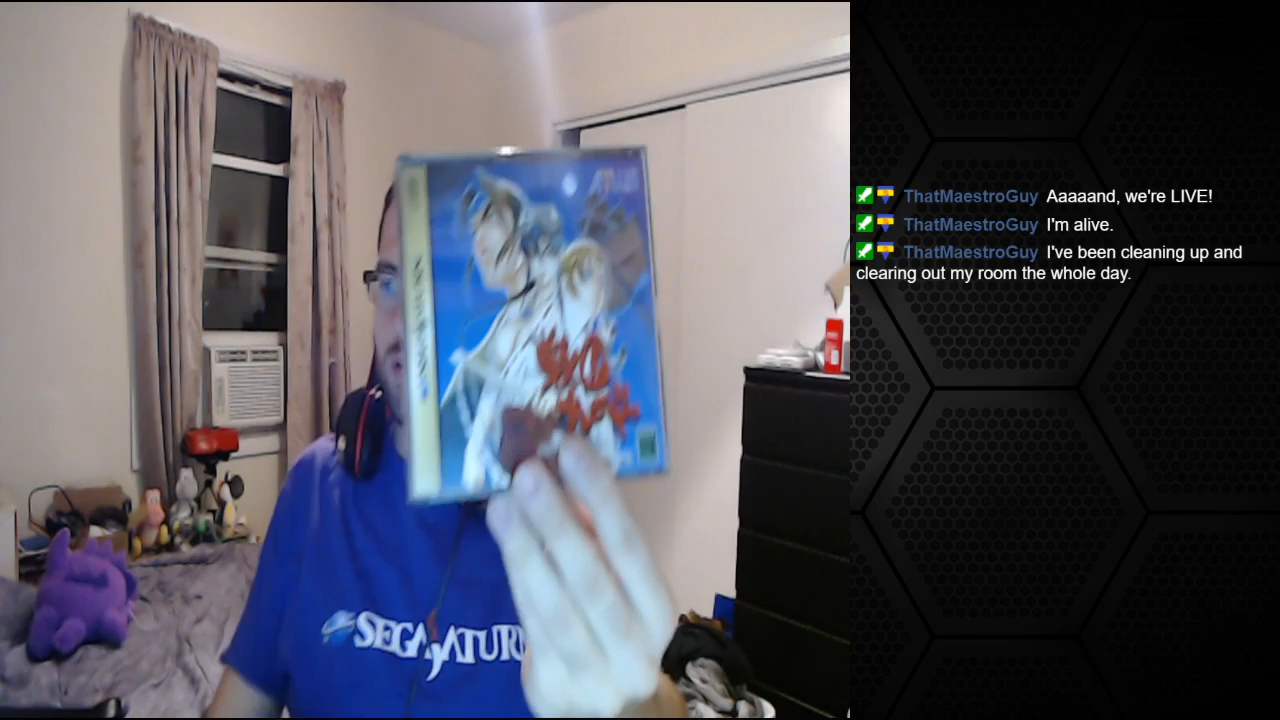 SEGA SATURN
ThatMaestroGuy Aaaaand, we're LIVE!
ThatMaestroGuy I'm alive.
ThatMaestroGuy I've been cleaning up and
clearing out my room the whole day.